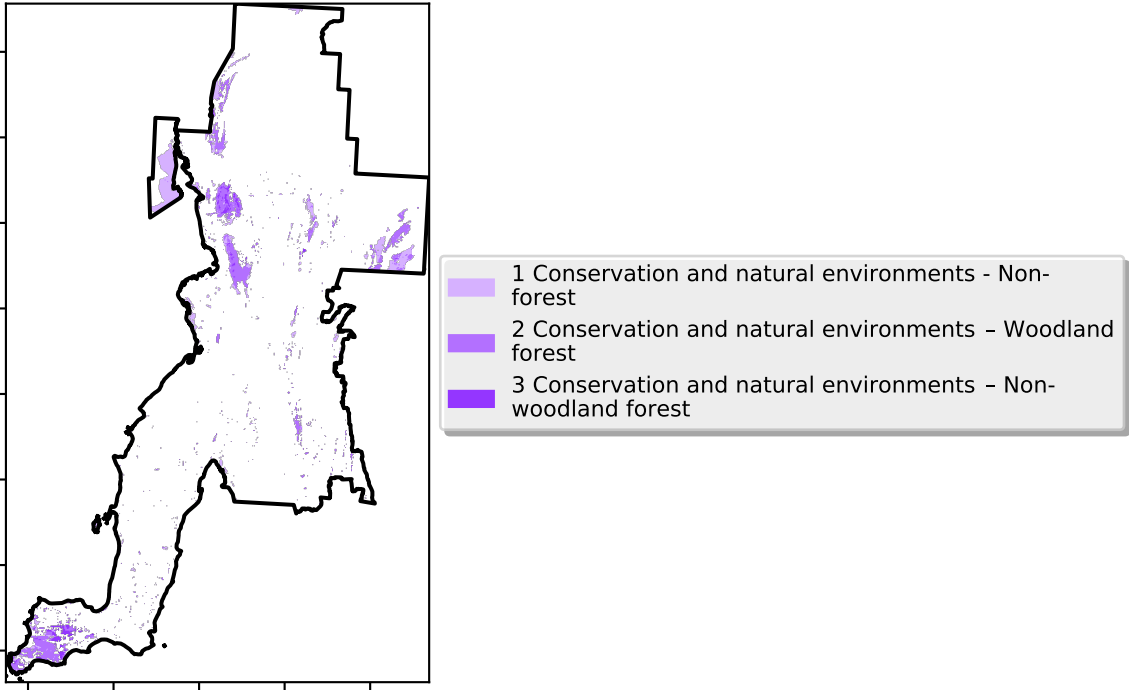 1 Conservation and natural environments - Non-
forest
2 Conservation and natural environments – Woodland
forest
3 Conservation and natural environments – Non-
woodland forest